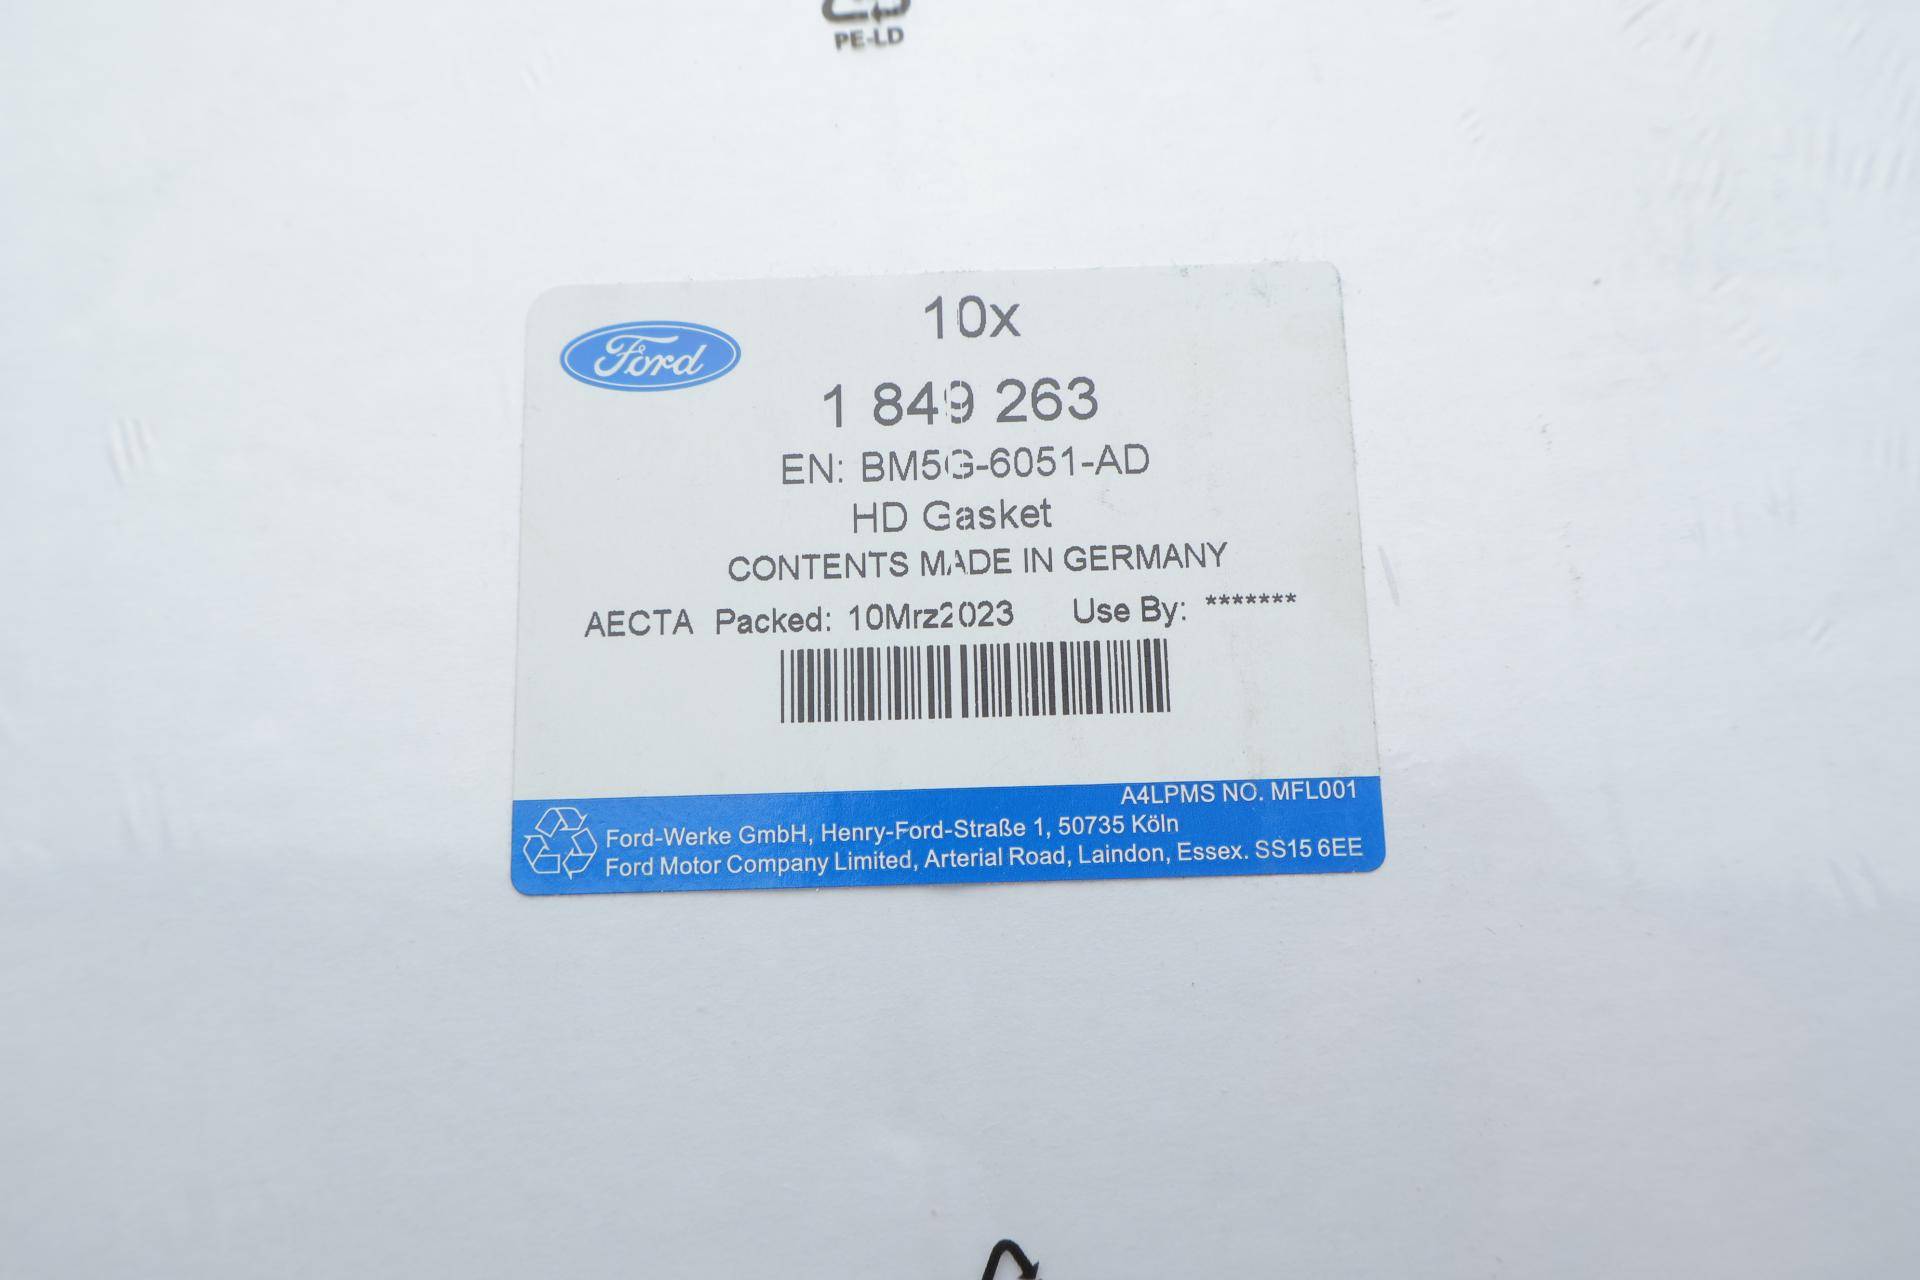 PE-LD
10x
Ford
1 849 263
EN: BM5G-6051-AD
HD Gasket
CONTENTS MADE IN GERMANY
AECTA Packed: 10Mrz2023 Use By: *******
A4LPMS NO. MFL001
Ford-Werke GmbH, Henry-Ford-Straße 1, 50735 Köln
Ford Motor Company Limited, Arterial Road, Laindon, Essex. SS15 6EE